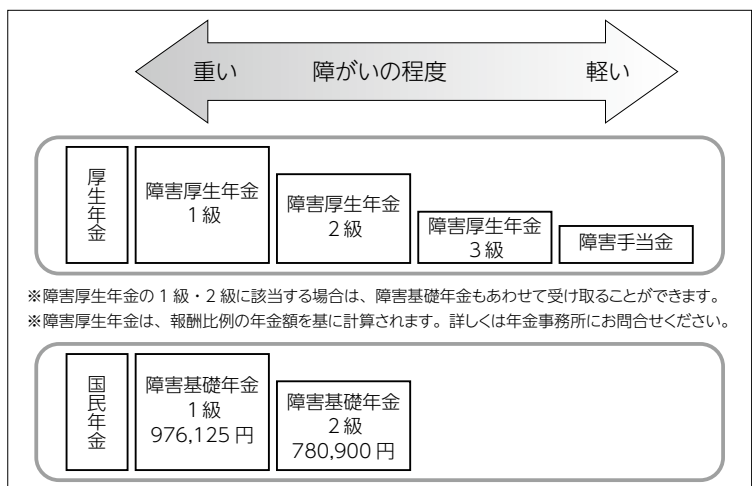 重い 障がいの程度 軽い
厚生年金
障害厚生年金
1級
障害厚生年金
2級
障害厚生年金
3級
障害手当金
※障害厚生年金の1級・2級に該当する場合は、障害基礎年金もあわせて受け取ることができます。
※障害厚生年金は、報酬比例の年金額を基に計算されます。詳しくは年金事務所にお問合せください。
国民年金
障害基礎年金
1級
976,125円
障害基礎年金
2級
780,900円